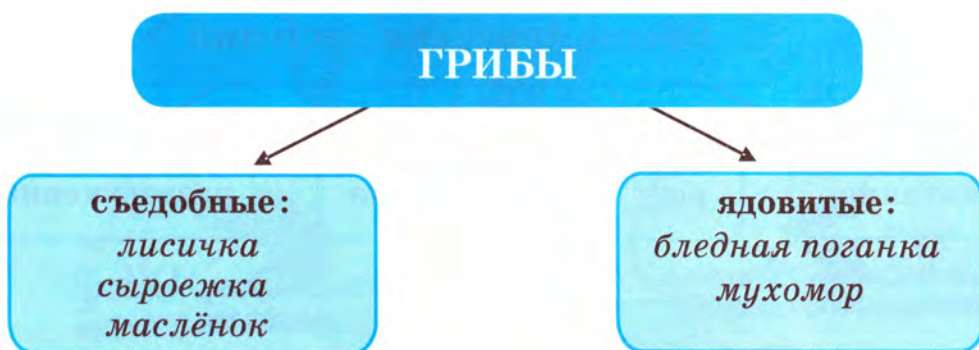 ГРИБЫ
съедобные:
лисичка
сыроежка
маслёнок
ядовитые:
бледная поганка
мухомор